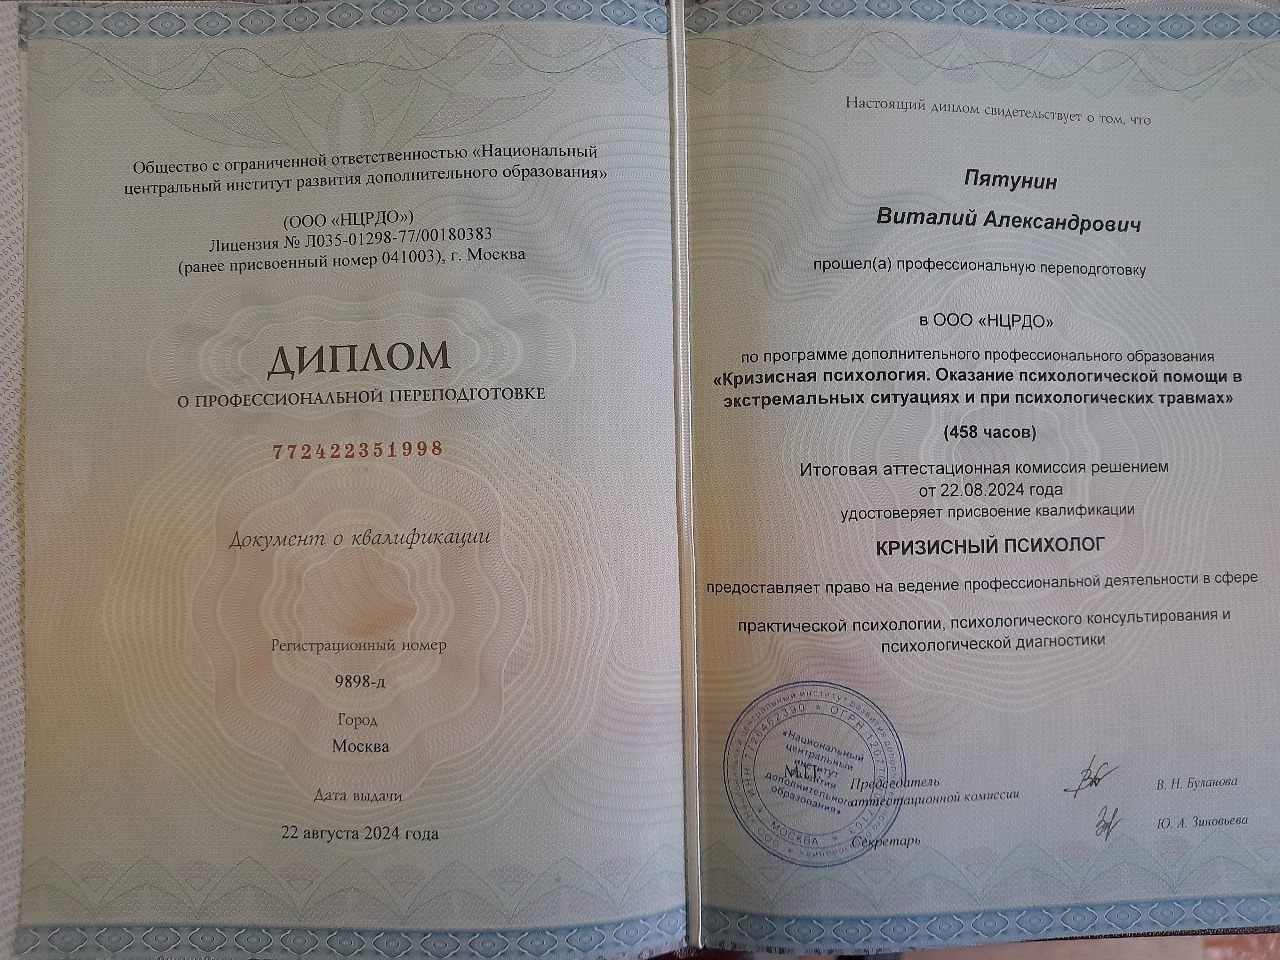 Общество с ограниченной ответственностью «Национальный
центральный институт развития дополнительного образования»
(ООО «НЦРДО»)
Лицензия № Л035-01298-77/00180383
(ранее присвоенный номер 041003), г. Москва
ДИПЛОМ
О ПРОФЕССИОНАЛЬНОЙ ПЕРЕПОДГОТОВКЕ
772422351998
Документ о квалификации
Регистрационный номер
9898-д
Город
Москва
Дата выдачи
22 августа 2024 года
Настоящий диплом свидетельствует о том, что
Пятунин
Виталий Александрович
прошел(а) профессиональную переподготовку
в ООО «НЦРДО»
по программе дополнительного профессионального образования
«Кризисная психология. Оказание психологической помощи в
экстремальных ситуациях и при психологических травмах»
(458 часов)
Итоговая аттестационная комиссия решением
от 22.08.2024 года
удостоверяет присвоение квалификации
КРИЗИСНЫЙ ПСИХОЛОГ
предоставляет право на ведение профессиональной деятельности в сфере
практической психологии, психологического консультирования и
психологической диагностики
М.П.
Председатель
аттестационной комиссии
В. Н. Буланова
Секретарь
Ю. А. Зиновьева
«Национальный
центральный
институт
развития
дополнительного
образования»
МОСКВА